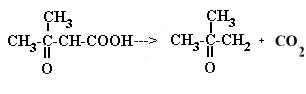 CH₃ CH₃
CH₃-C-CH-COOH---> CH₃-C-CH₂ + CO₂
O O